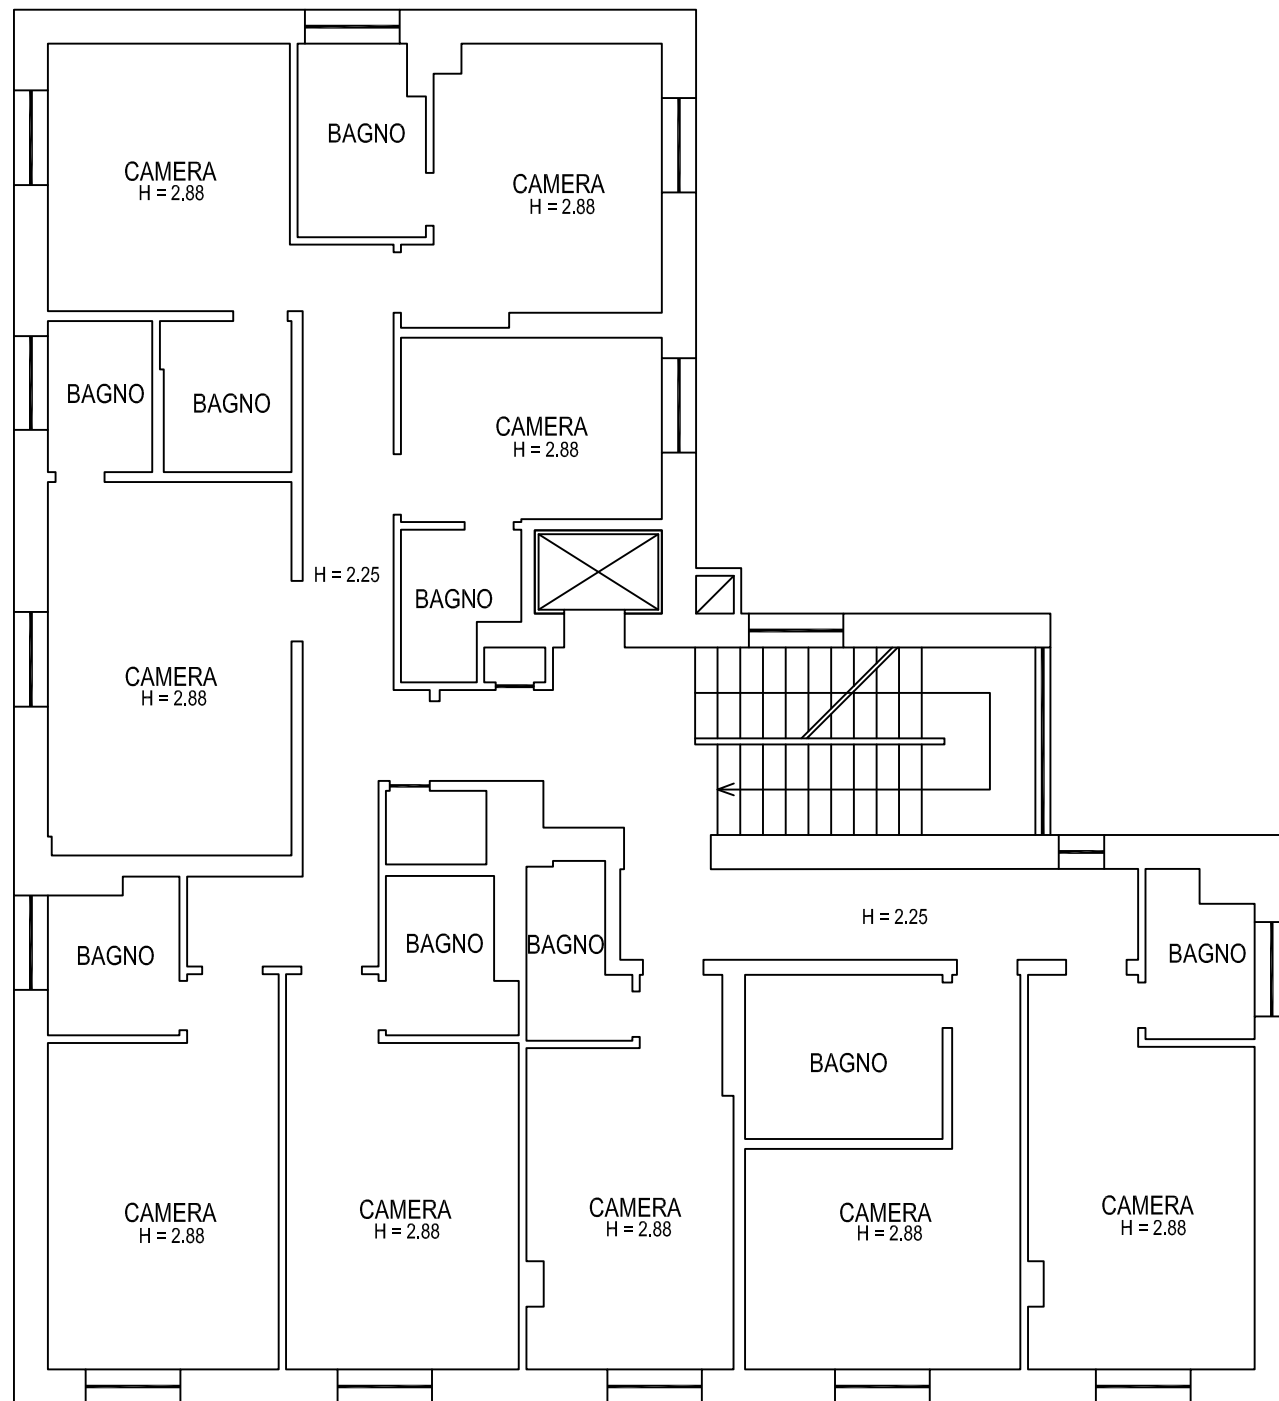 BAGNO
CAMERA
H = 2.88
CAMERA
H = 2.88
BAGNO
BAGNO
CAMERA
H = 2.88
H = 2.25
BAGNO
CAMERA
H = 2.88
H = 2.25
BAGNO
BAGNO
BAGNO
BAGNO
BAGNO
CAMERA
H = 2.88
CAMERA
H = 2.88
CAMERA
H = 2.88
CAMERA
H = 2.88
CAMERA
H = 2.88